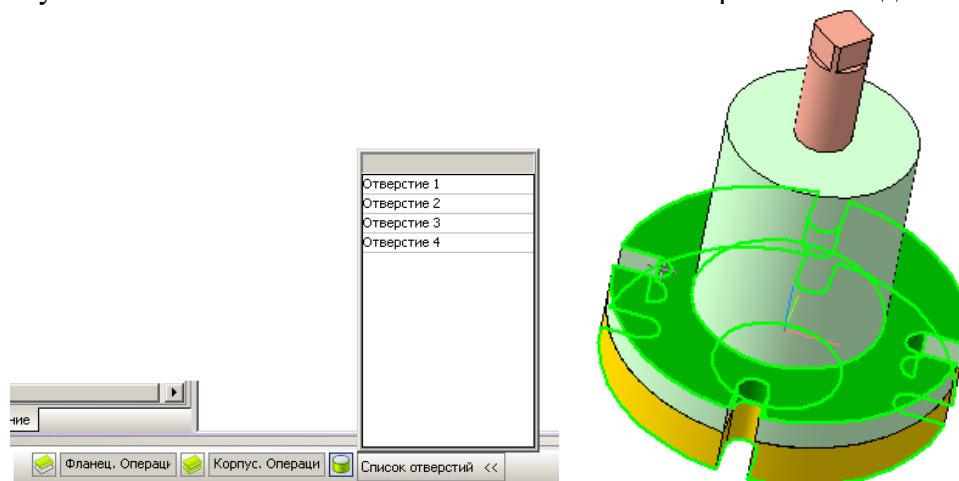 Отверстие 1
Отверстие 2
Отверстие 3
Отверстие 4
ние
Фланец. Операци
Корпус. Операци
Список отверстий <<